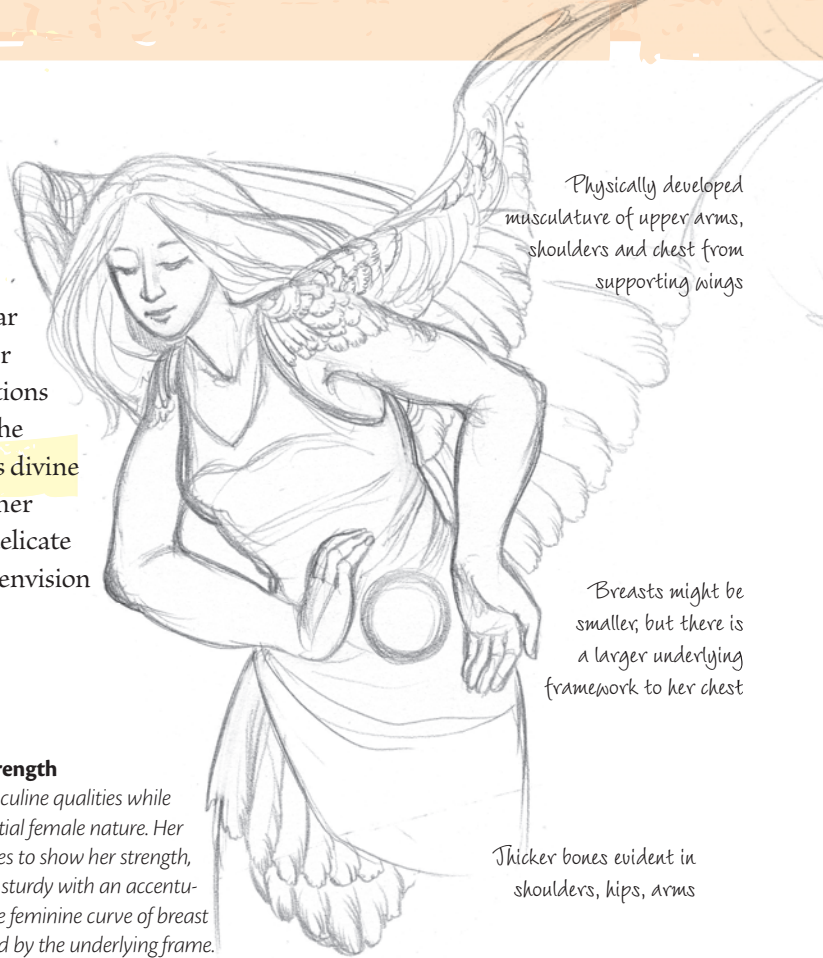 ar
r
tions
he
s divine
her
elicate
envision
rength
culine qualities while
tial female nature. Her
es to show her strength,
sturdy with an accentu-
e feminine curve of breast
d by the underlying frame.
Physically developed
musculature of upper arms,
shoulders and chest from
supporting wings
Breasts might be
smaller, but there is
a larger underlying
framework to her chest
Thicker bones evident in
shoulders, hips, arms